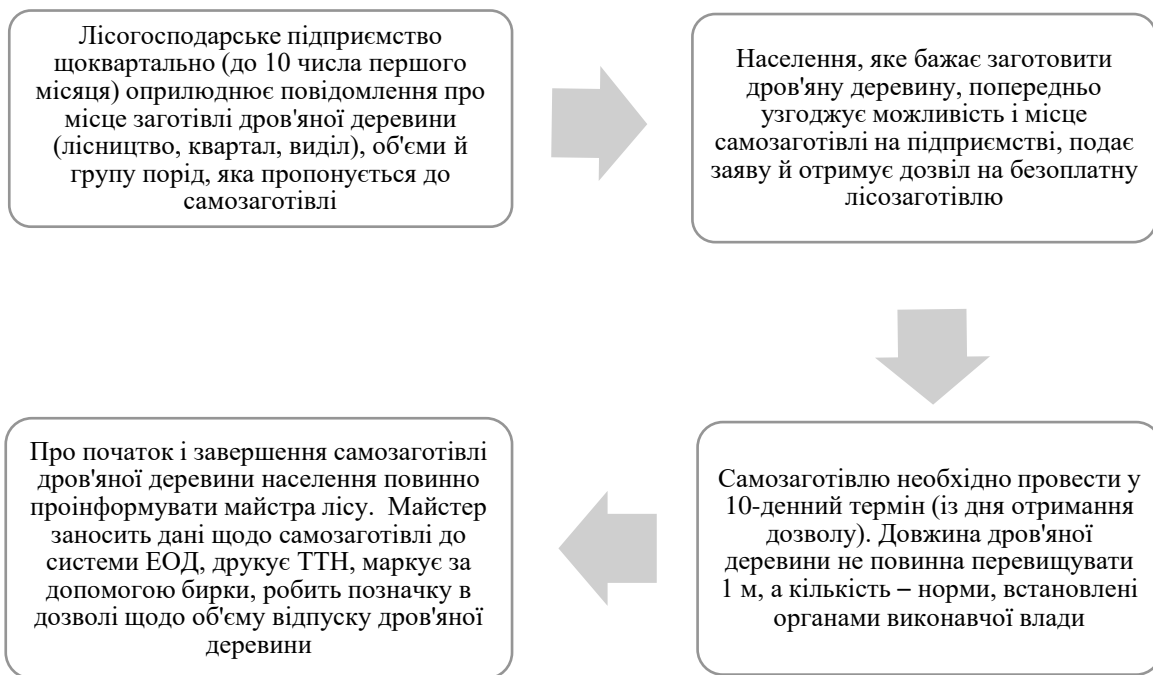 Лісогосподарське підприємство
щоквартально (до 10 числа першого
місяця) оприлюднює повідомлення про
місце заготівлі дров'яної деревини
(лісництво, квартал, виділ), об'єми й
групу порід, яка пропонується до
самозаготівлі
Населення, яке бажає заготовити
дров'яну деревину, попередньо
узгоджує можливість і місце
самозаготівлі на підприємстві, подає
заяву й отримує дозвіл на безоплатну
лісозаготівлю
Самозаготівлю необхідно провести у
10-денний термін (із дня отримання
дозволу). Довжина дров'яної
деревини не повинна перевищувати
1 м, а кількість – норми, встановлені
органами виконавчої влади
Про початок і завершення самозаготівлі
дров'яної деревини населення повинно
проінформувати майстра лісу. Майстер
заносить дані щодо самозаготівлі до
системи ЕОД, друкує ТТН, маркує за
допомогою бирки, робить позначку в
дозволі щодо об'єму відпуску дров'яної
деревини